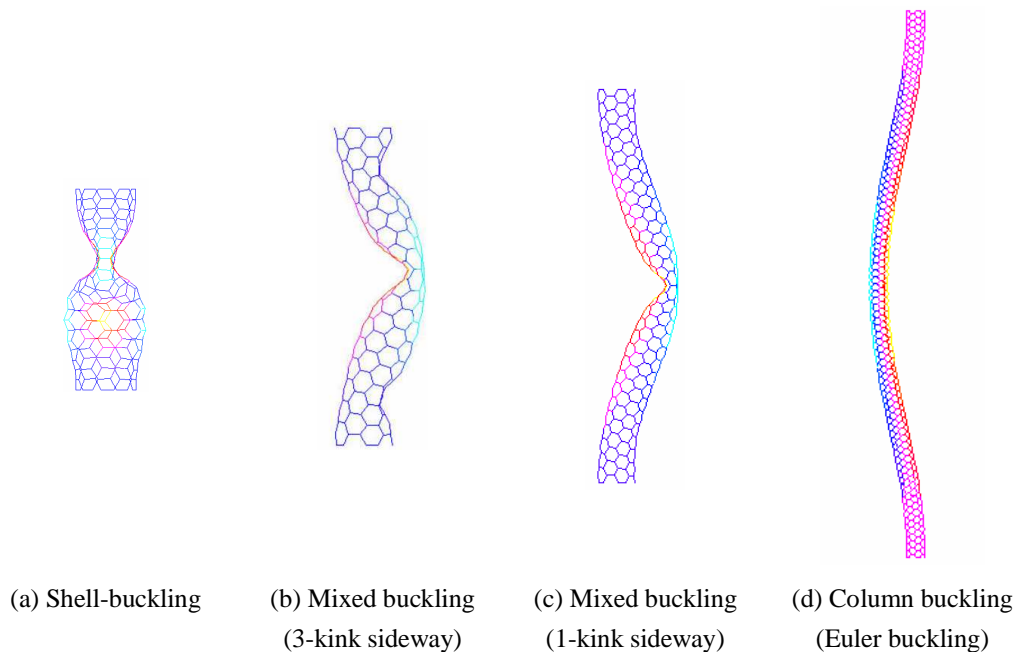 (a) Shell-buckling
(b) Mixed buckling
(3-kink sideway)
(c) Mixed buckling
(1-kink sideway)
(d) Column buckling
(Euler buckling)